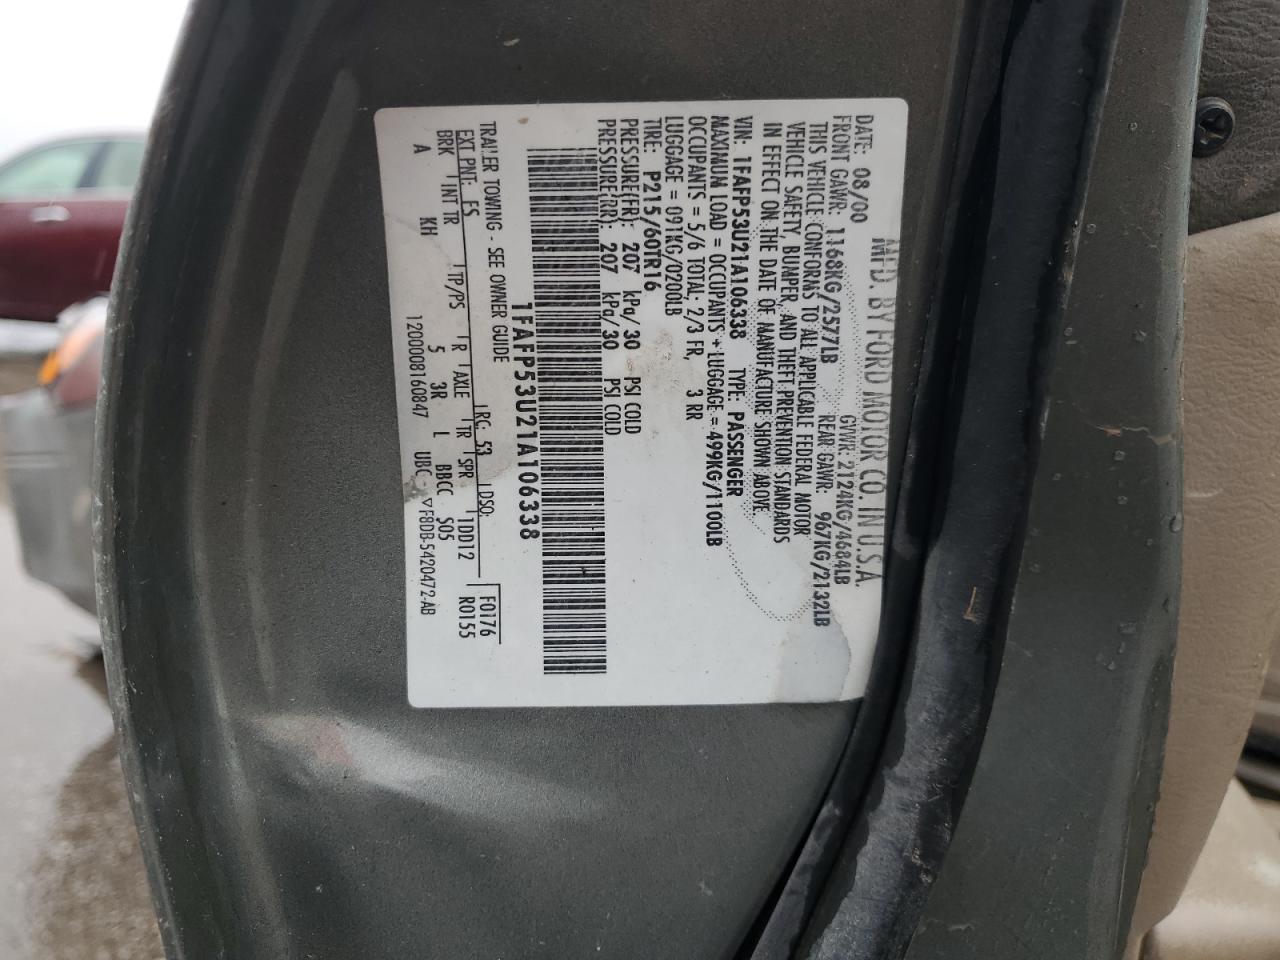 MFD. BY FORD MOTOR CO. IN U.S.A.
DATE: 08/00 GVWR: 2124KG/4684LB
FRONT GAWR: 1168KG/2577LB REAR GAWR: 967KG/2132LB
THIS VEHICLE CONFORMS TO ALL APPLICABLE FEDERAL MOTOR
VEHICLE SAFETY, BUMPER, AND THEFT PREVENTION STANDARDS
IN EFFECT ON THE DATE OF MANUFACTURE SHOWN ABOVE.
VIN: 1FAFP53U21A106338 TYPE: PASSENGER
MAXIMUM LOAD = OCCUPANTS + LUGGAGE = 499KG/1100LB
OCCUPANTS = 5/6 TOTAL; 2/3 FR, 3 RR
LUGGAGE = 091KG/0200LB
TIRE: P215/60TR16
PRESSURE(FR): 207 kPa/30 PSI COLD
PRESSURE(RR): 207 kPa/30 PSI COLD
1FAFP53U21A106338
TRAILER TOWING - SEE OWNER GUIDE
EXT PNT: FS RC: 53 DSO: F0176
BRK INT TR TP/PS R AXLE TR SPR 1DD12 R0155
A KH 5 3R L BBCC S05
1200008160847 UBC ▽F8DB-5420472-AB